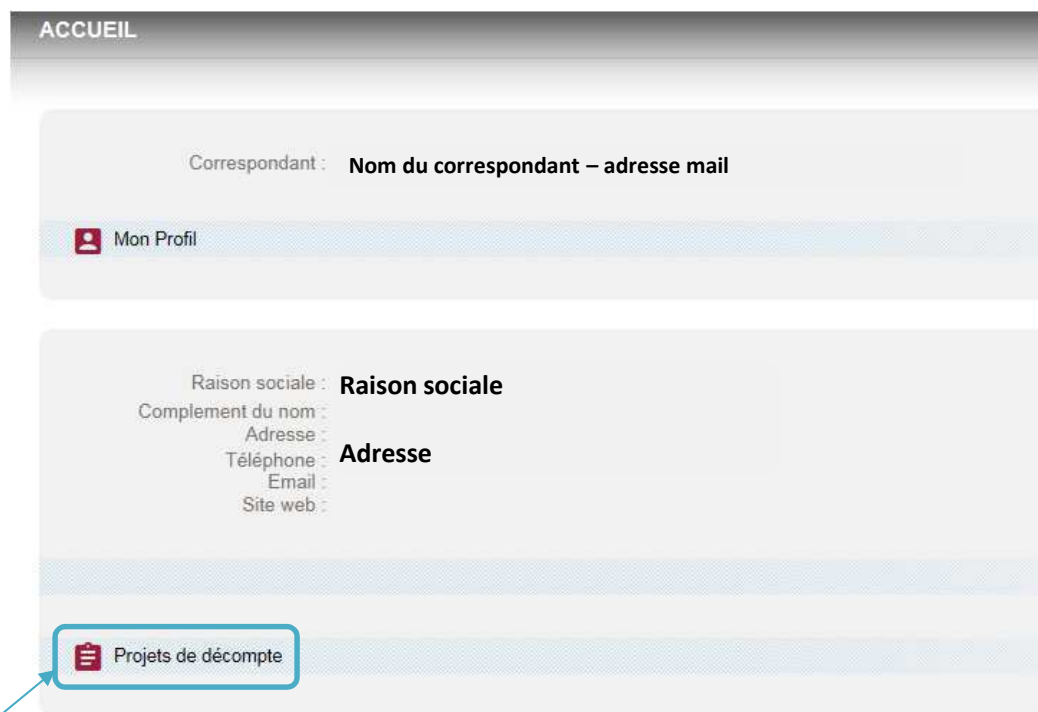 ACCUEIL
Correspondant : Nom du correspondant – adresse mail
Mon Profil
Raison sociale : Raison sociale
Complement du nom :
Adresse :
Téléphone : Adresse
Email :
Site web :
Projets de décompte